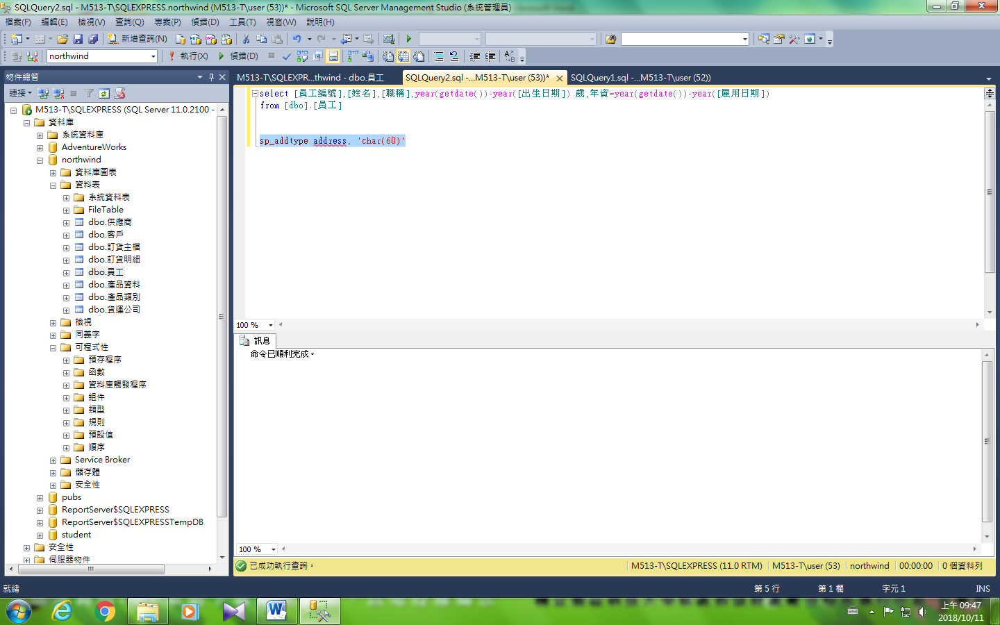 SQLQuery2.sql - M513-T\SQLEXPRESS.northwind (M513-T\user (53))* - Microsoft SQL Server Management Studio (系統管理員)
檔案(F) 編輯(E) 檢視(V) 查詢(Q) 專案(P) 偵錯(D) 工具(T) 視窗(W) 說明(H)
新增查詢(N)
northwind 執行(X) 偵錯(D)
物件總管
連接
M513-T\SQLEXPRESS (SQL Server 11.0.2100 -
資料庫
系統資料庫
AdventureWorks
northwind
資料庫圖表
資料表
系統資料表
FileTable
dbo.供應商
dbo.客戶
dbo.訂貨主檔
dbo.訂貨明細
dbo.員工
dbo.產品資料
dbo.產品類別
dbo.貨運公司
檢視
同義字
可程式性
預存程序
函數
資料庫觸發程序
組件
類型
規則
預設值
順序
Service Broker
儲存體
安全性
pubs
ReportServer$SQLEXPRESS
ReportServer$SQLEXPRESSTempDB
student
安全性
伺服器物件
M513-T\SQLEXPR...thwind - dbo.員工 SQLQuery2.sql -...M513-T\user (53))* SQLQuery1.sql -...M513-T\user (52))
select [員工編號],[姓名],[職稱],year(getdate())-year([出生日期]) 歲,年資=year(getdate())-year([雇用日期])
from [dbo].[員工]
sp_addtype address, 'char(60)'
100 %
訊息
命令已順利完成。
100 %
已成功執行查詢。 M513-T\SQLEXPRESS (11.0 RTM) M513-T\user (53) northwind 00:00:00 0 個資料列
就緒 第 5 行 第 1 欄 字元 1 INS
上午 09:47
2018/10/11